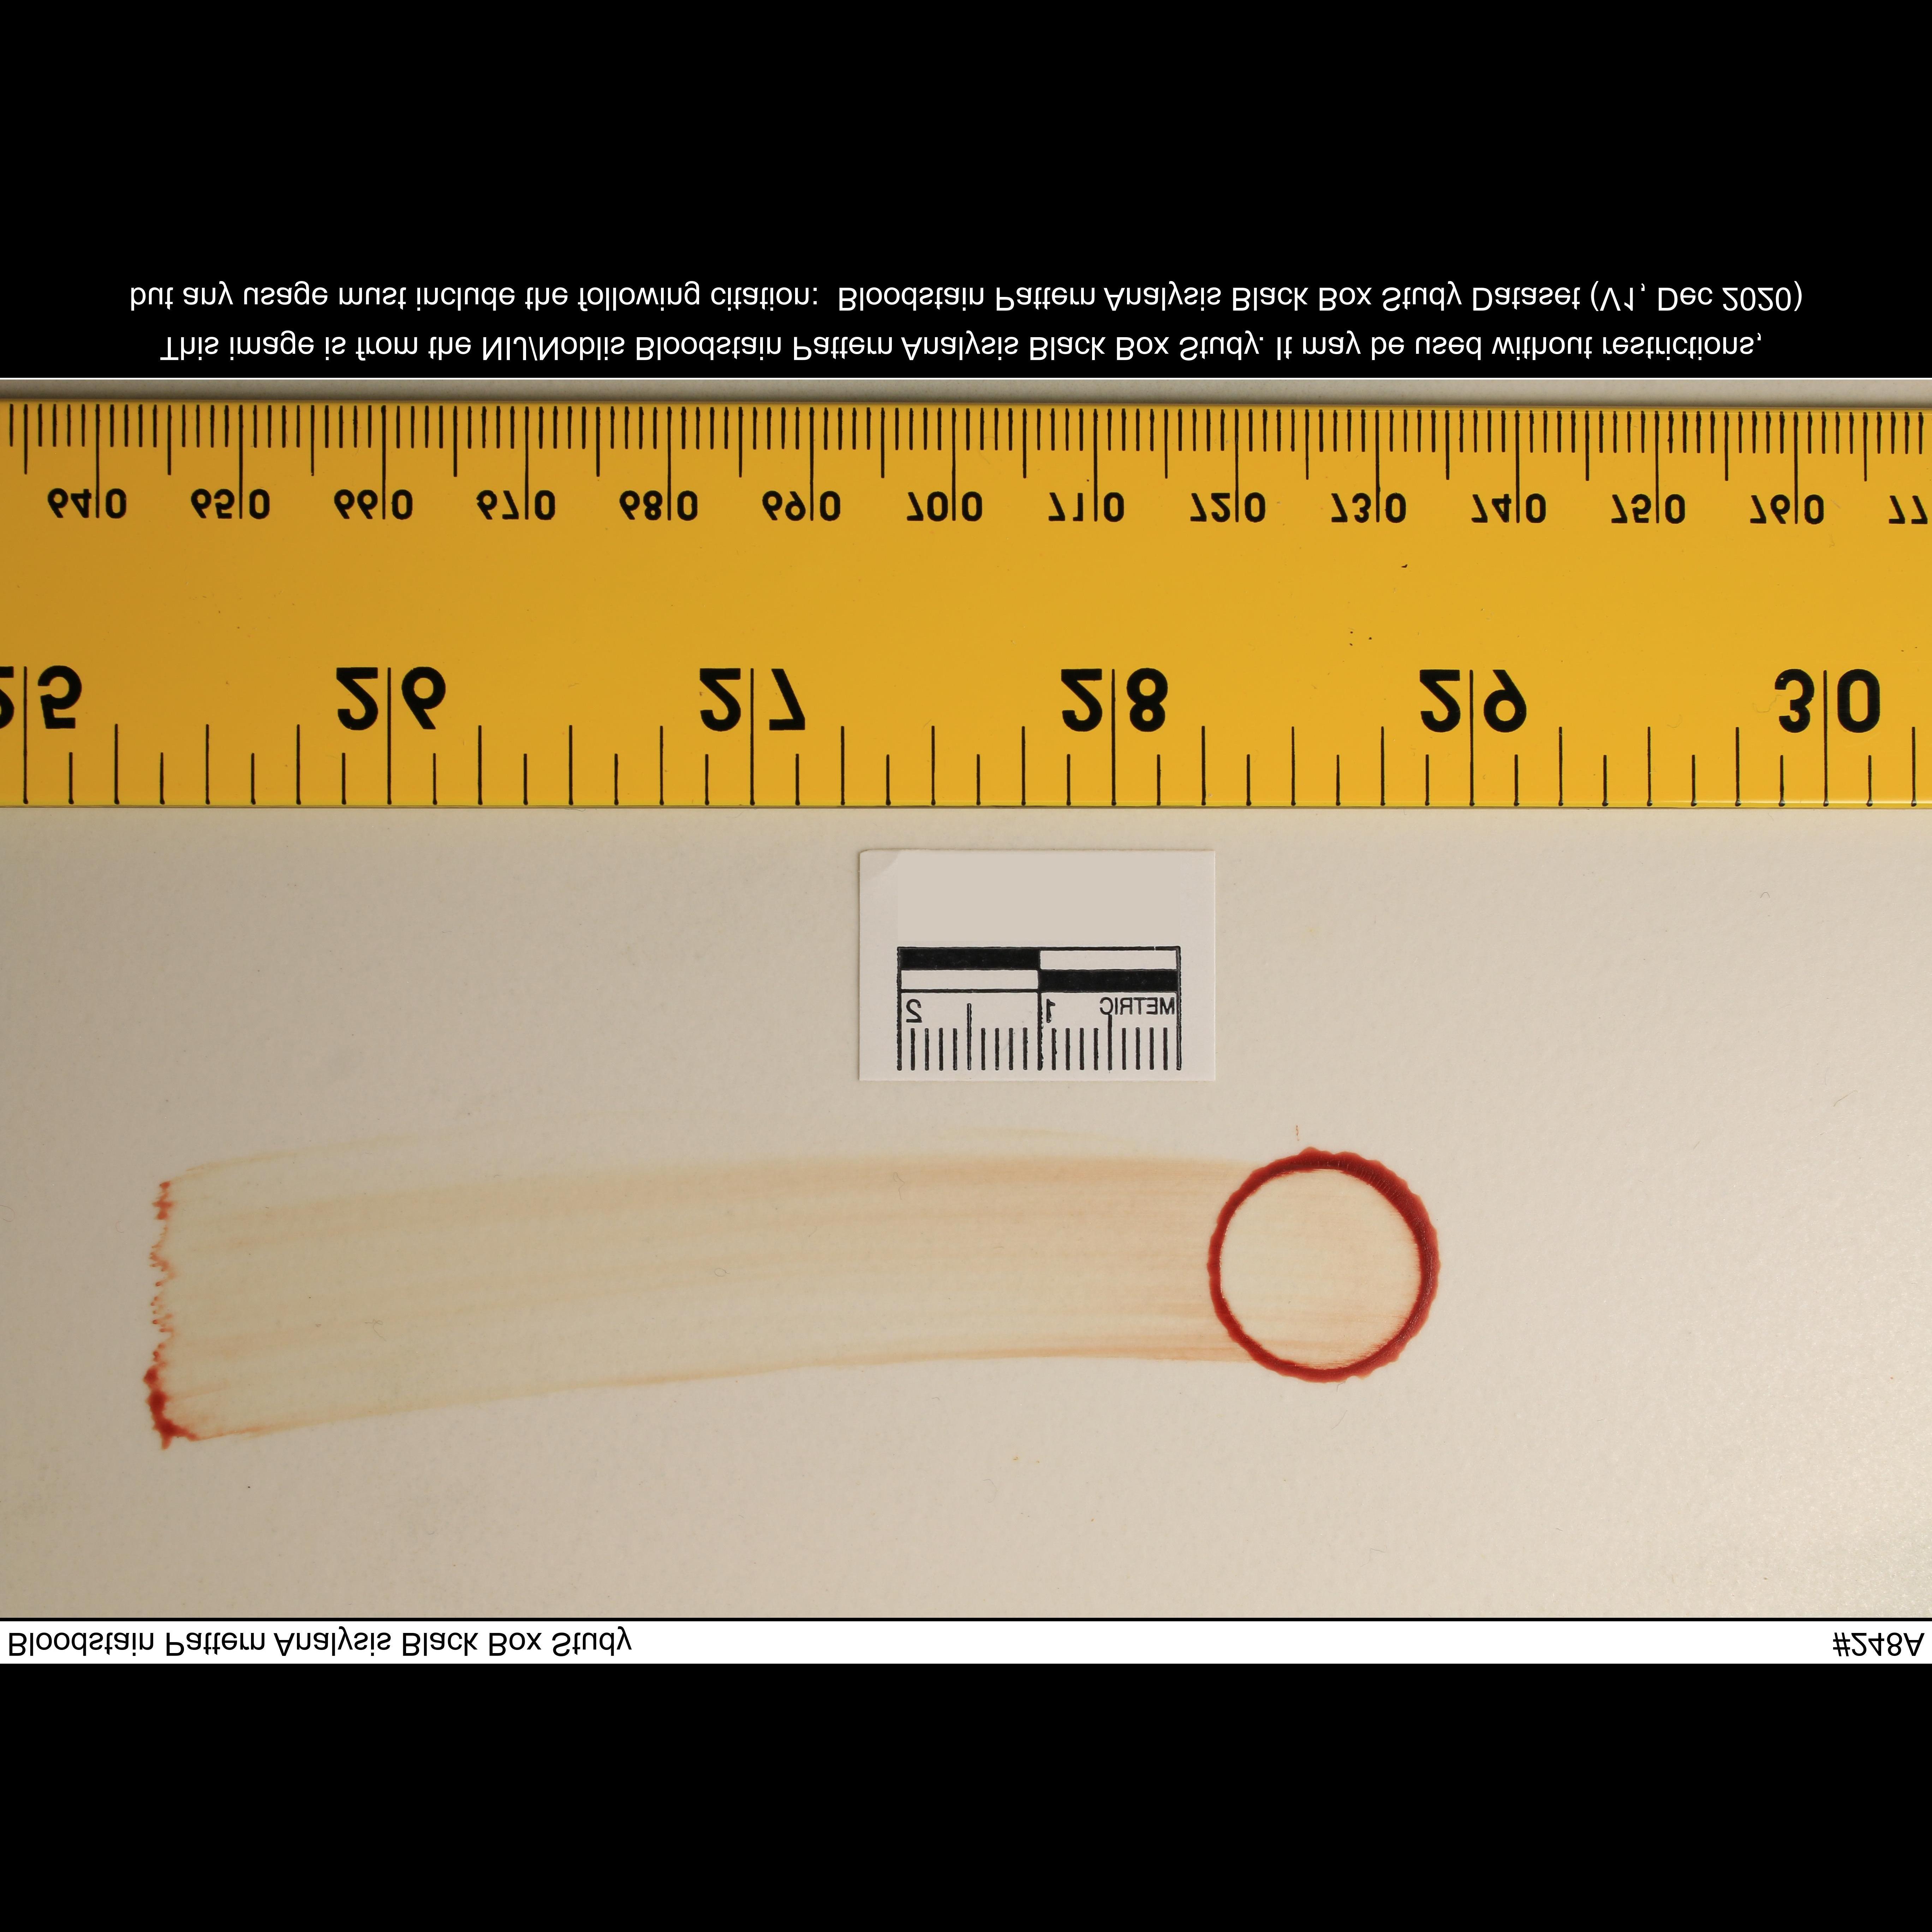 Bloodstain Pattern Analysis Black Box Study #248A
METRIC 1 2
25 26 27 28 29 30
640 650 660 670 680 690 700 710 720 730 740 750 760 77
This image is from the NIJ/Noblis Bloodstain Pattern Analysis Black Box Study. It may be used without restrictions,
but any usage must include the following citation: Bloodstain Pattern Analysis Black Box Study Dataset (V1, Dec 2020)